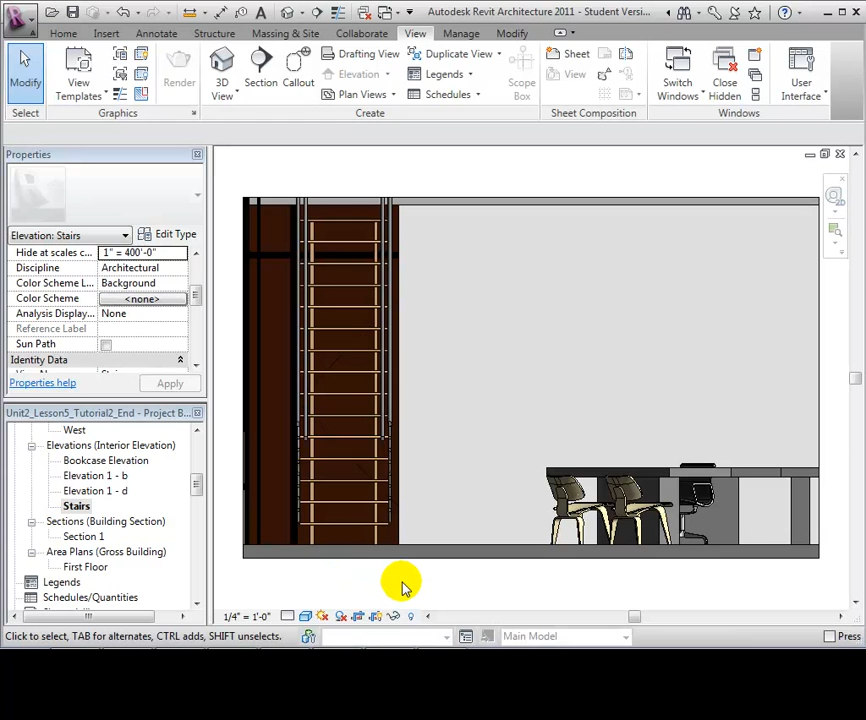 Autodesk Revit Architecture 2011 - Student Versi...
Home Insert Annotate Structure Massing & Site Collaborate View Manage Modify
Modify
View Templates
Render
3D View
Section
Callout
Drafting View
Elevation
Plan Views
Duplicate View
Legends
Schedules
Scope Box
Sheet
View
Switch Windows
Close Hidden
User Interface
Select Graphics Create Sheet Composition Windows
Properties
Elevation: Stairs Edit Type
Hide at scales c... 1" = 400'-0"
Discipline Architectural
Color Scheme L... Background
Color Scheme <none>
Analysis Display... None
Reference Label
Sun Path
Identity Data
Properties help Apply
Unit2_Lesson5_Tutorial2_End - Project B...
West
Elevations (Interior Elevation)
Bookcase Elevation
Elevation 1 - b
Elevation 1 - d
Stairs
Sections (Building Section)
Section 1
Area Plans (Gross Building)
First Floor
Legends
Schedules/Quantities
1/4" = 1'-0"
Click to select, TAB for alternates, CTRL adds, SHIFT unselects. Main Model Press